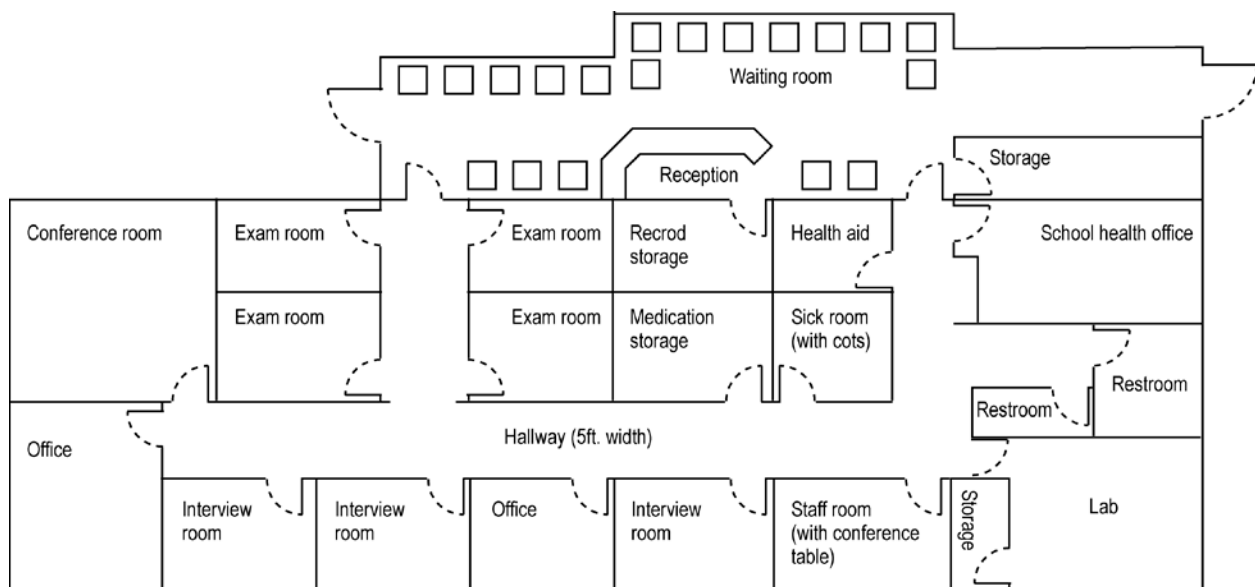 Waiting room
Storage
Reception
Conference room
Exam room
Exam room
Recrod
storage
Health aid
School health office
Exam room
Exam room
Medication
storage
Sick room
(with cots)
Restroom
Restroom
Hallway (5ft. width)
Office
Interview
room
Interview
room
Office
Interview
room
Staff room
(with conference
table)
Storage
Lab